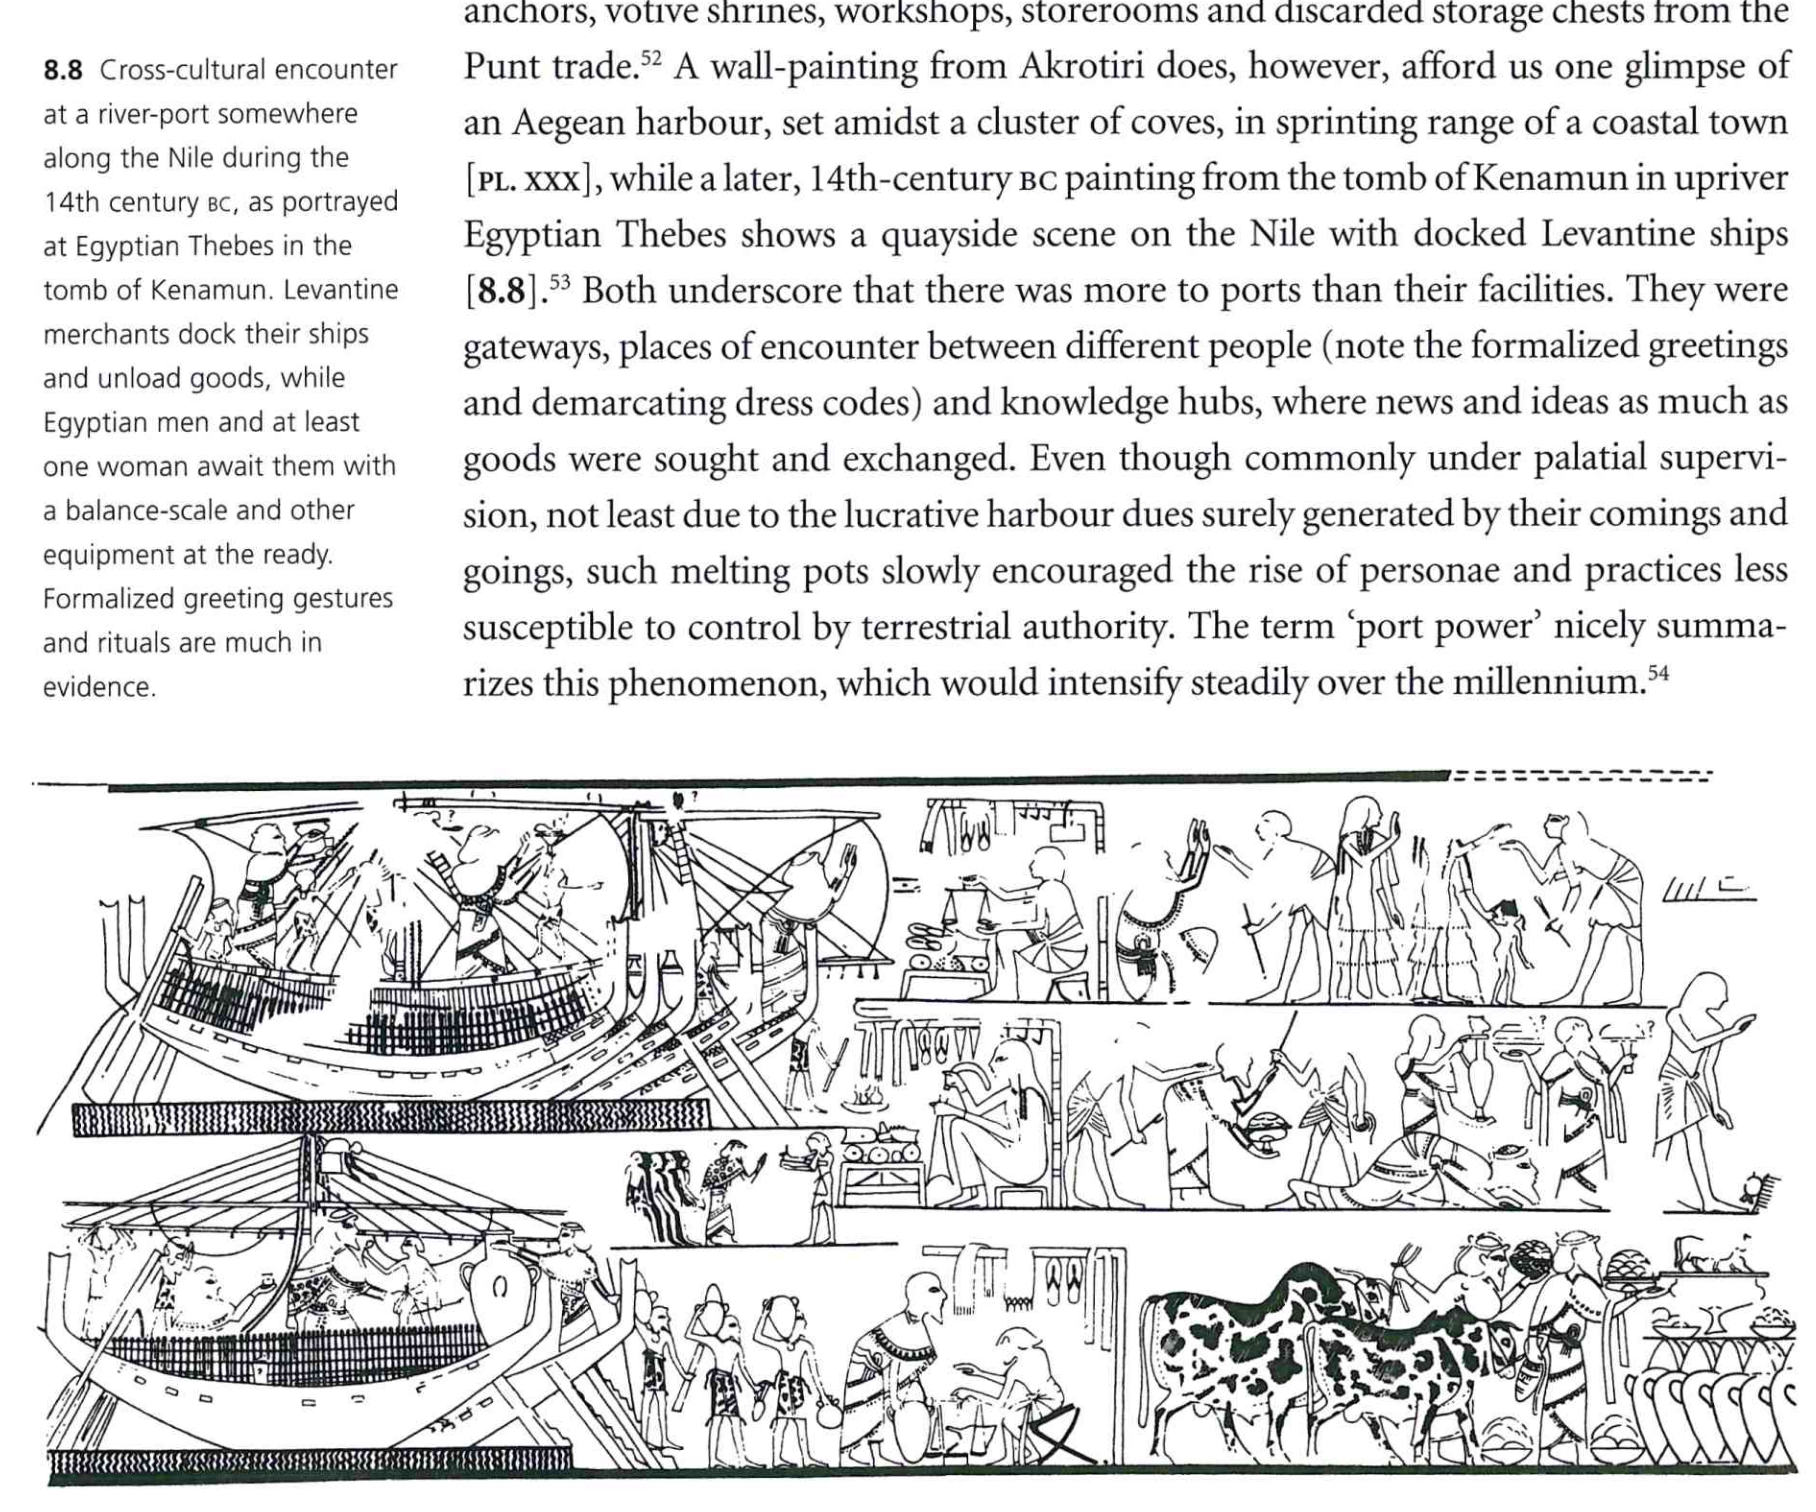 anchors, votive shrines, workshops, storerooms and discarded storage chests from the
Punt trade.52 A wall-painting from Akrotiri does, however, afford us one glimpse of
an Aegean harbour, set amidst a cluster of coves, in sprinting range of a coastal town
[PL. XXX], while a later, 14th-century BC painting from the tomb of Kenamun in upriver
Egyptian Thebes shows a quayside scene on the Nile with docked Levantine ships
[8.8].53 Both underscore that there was more to ports than their facilities. They were
gateways, places of encounter between different people (note the formalized greetings
and demarcating dress codes) and knowledge hubs, where news and ideas as much as
goods were sought and exchanged. Even though commonly under palatial supervi-
sion, not least due to the lucrative harbour dues surely generated by their comings and
goings, such melting pots slowly encouraged the rise of personae and practices less
susceptible to control by terrestrial authority. The term ‘port power’ nicely summa-
rizes this phenomenon, which would intensify steadily over the millennium.54
8.8 Cross-cultural encounter
at a river-port somewhere
along the Nile during the
14th century BC, as portrayed
at Egyptian Thebes in the
tomb of Kenamun. Levantine
merchants dock their ships
and unload goods, while
Egyptian men and at least
one woman await them with
a balance-scale and other
equipment at the ready.
Formalized greeting gestures
and rituals are much in
evidence.